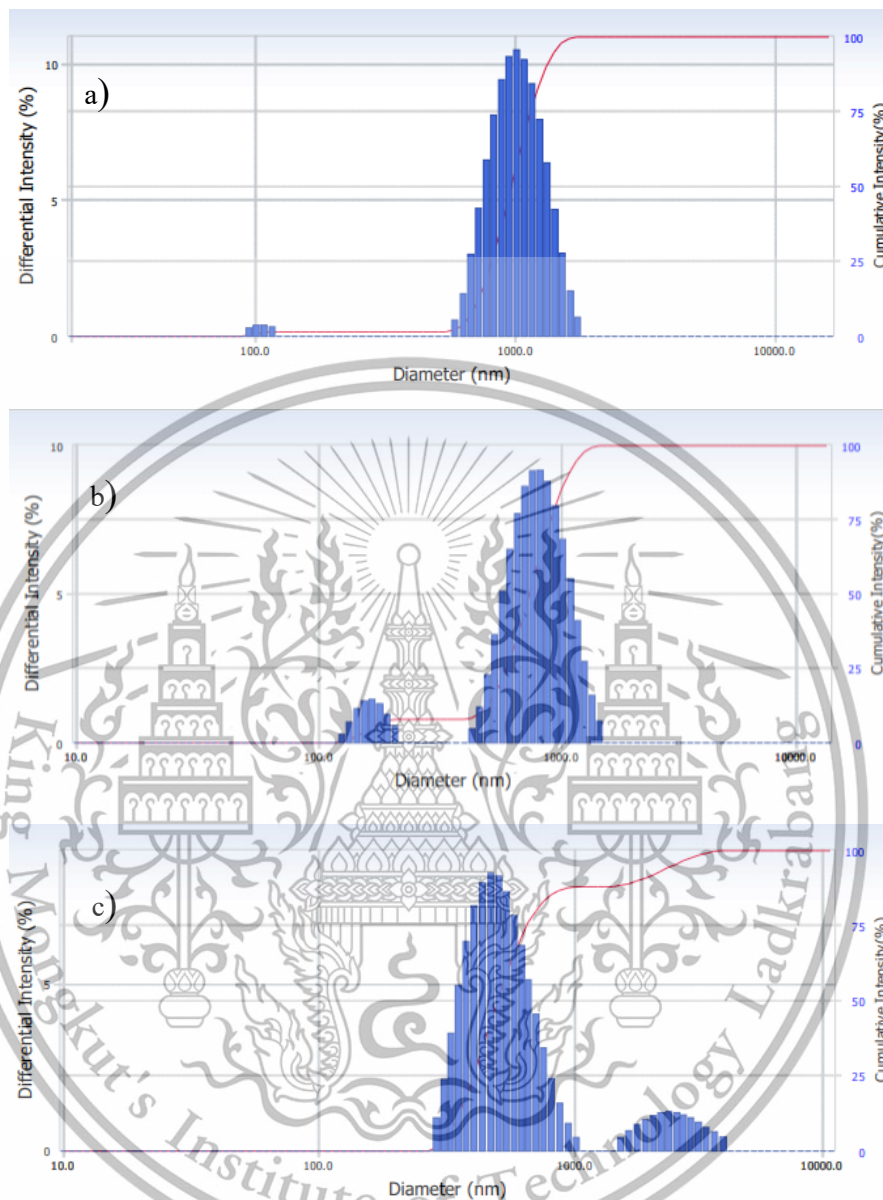 a)
Differential Intensity (%)
10
5
0
100
75
50
25
0
Cumulative Intensity(%)
100.0
1000.0
10000.0
Diameter (nm)
b)
Differential Intensity (%)
10
5
0
100
75
50
25
0
Cumulative Intensity(%)
10.0
100.0
1000.0
10000.0
Diameter (nm)
c)
Differential Intensity (%)
5
0
100
75
50
25
0
Cumulative Intensity(%)
10.0
100.0
1000.0
10000.0
Diameter (nm)
King Mongkut's Institute of Technology Ladkrabang